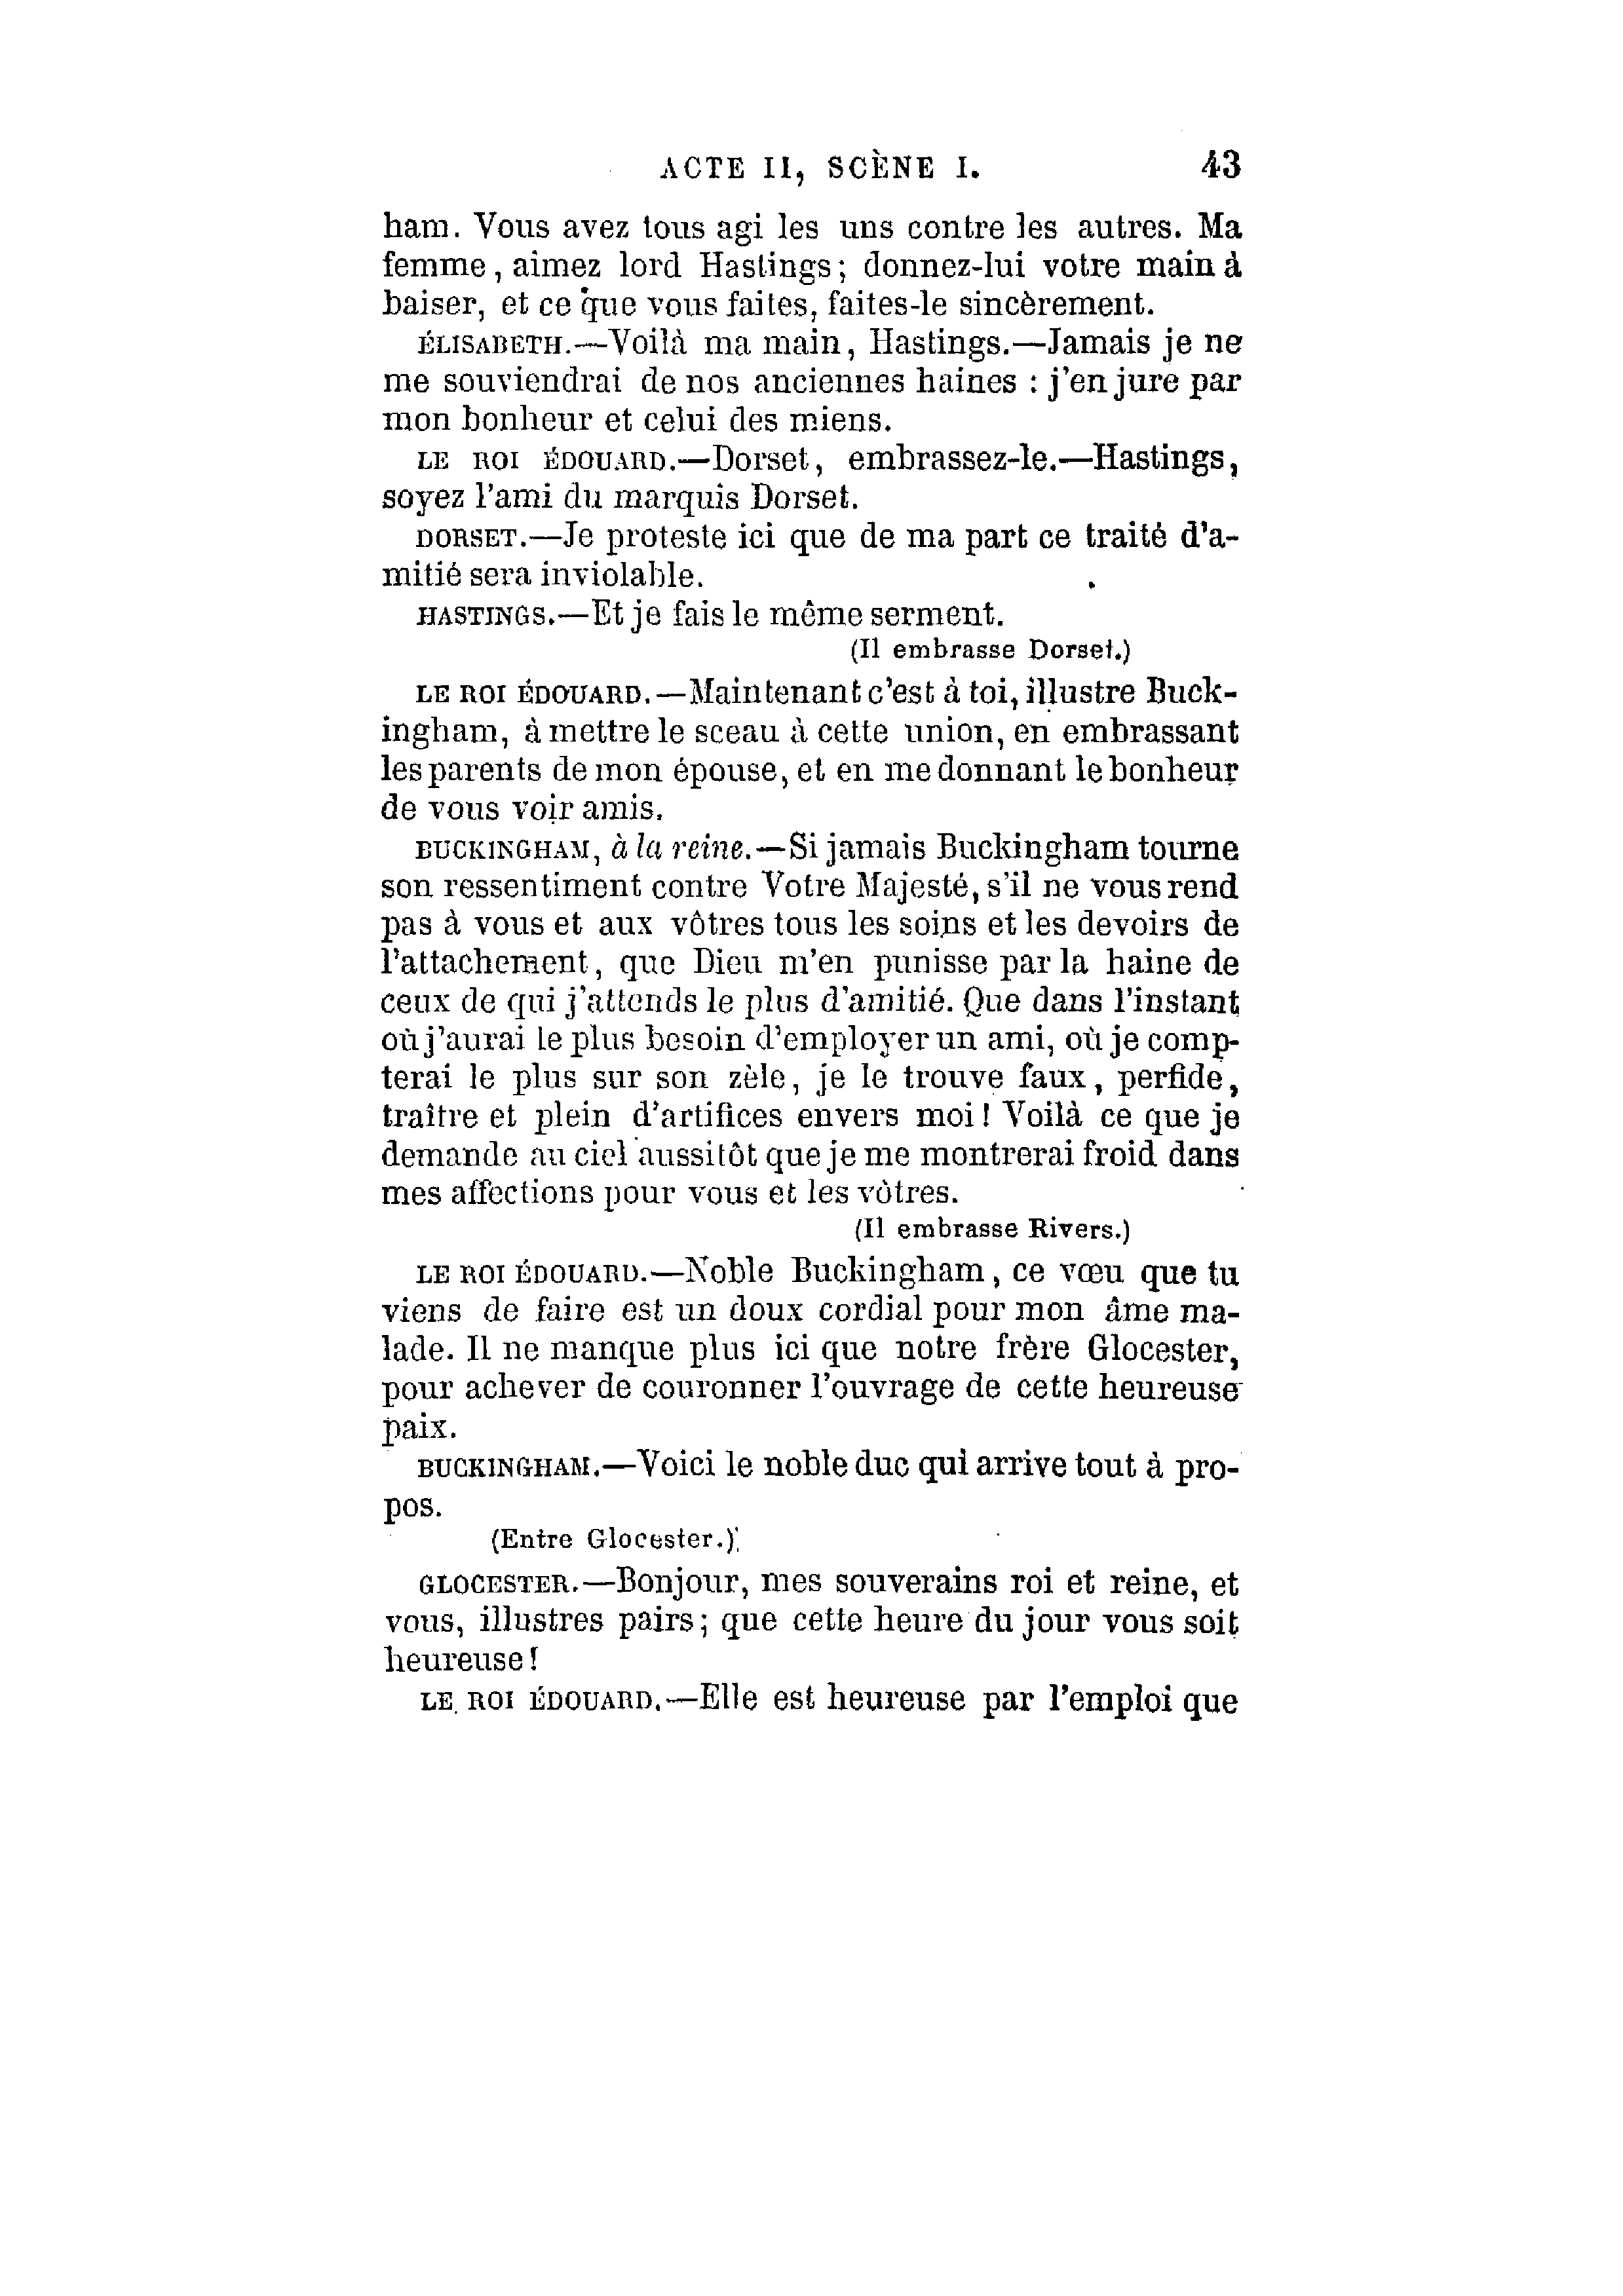 ACTE II, SCÈNE I. 43
ham. Vous avez tous agi les uns contre les autres. Ma
femme, aimez lord Hastings; donnez-lui votre main à
baiser, et ce que vous faites, faites-le sincèrement.
ÉLISABETH.—Voilà ma main, Hastings.—Jamais je ne
me souviendrai de nos anciennes haines : j'en jure par
mon bonheur et celui des miens.
LE ROI ÉDOUARD.—Dorset, embrassez-le.—Hastings,
soyez l'ami du marquis Dorset.
DORSET.—Je proteste ici que de ma part ce traité d'a-
mitié sera inviolable.
HASTINGS.—Et je fais le même serment.
(Il embrasse Dorset.)
LE ROI ÉDOUARD.—Maintenant c'est à toi, illustre Buck-
ingham, à mettre le sceau à cette union, en embrassant
les parents de mon épouse, et en me donnant le bonheur
de vous voir amis.
BUCKINGHAM, à la reine.—Si jamais Buckingham tourne
son ressentiment contre Votre Majesté, s'il ne vous rend
pas à vous et aux vôtres tous les soins et les devoirs de
l'attachement, que Dieu m'en punisse par la haine de
ceux de qui j'attends le plus d'amitié. Que dans l'instant
où j'aurai le plus besoin d'employer un ami, où je comp-
terai le plus sur son zèle, je le trouve faux, perfide,
traître et plein d'artifices envers moi! Voilà ce que je
demande au ciel aussitôt que je me montrerai froid dans
mes affections pour vous et les vôtres.
(Il embrasse Rivers.)
LE ROI ÉDOUARD.—Noble Buckingham, ce vœu que tu
viens de faire est un doux cordial pour mon âme ma-
lade. Il ne manque plus ici que notre frère Glocester,
pour achever de couronner l'ouvrage de cette heureuse
paix.
BUCKINGHAM.—Voici le noble duc qui arrive tout à pro-
pos.
(Entre Glocester.)
GLOCESTER.—Bonjour, mes souverains roi et reine, et
vous, illustres pairs; que cette heure du jour vous soit
heureuse!
LE ROI ÉDOUARD.—Elle est heureuse par l'emploi que